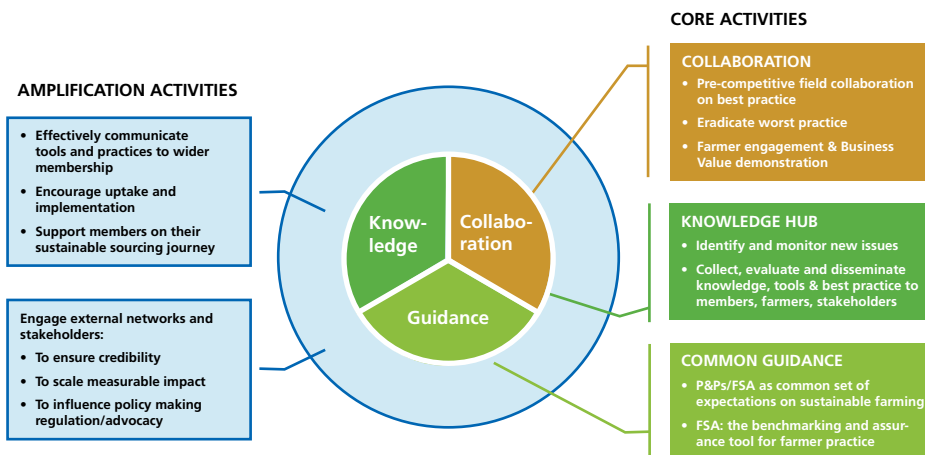 CORE ACTIVITIES
AMPLIFICATION ACTIVITIES
• Effectively communicate
tools and practices to wider
membership
• Encourage uptake and
implementation
• Support members on their
sustainable sourcing journey
Engage external networks and
stakeholders:
• To ensure credibility
• To scale measurable impact
• To influence policy making
regulation/advocacy
Know-
ledge
Collabo-
ration
Guidance
COLLABORATION
• Pre-competitive field collaboration
on best practice
• Eradicate worst practice
• Farmer engagement & Business
Value demonstration
KNOWLEDGE HUB
• Identify and monitor new issues
• Collect, evaluate and disseminate
knowledge, tools & best practice to
members, farmers, stakeholders
COMMON GUIDANCE
• P&Ps/FSA as common set of
expectations on sustainable farming
• FSA: the benchmarking and assur-
ance tool for farmer practice